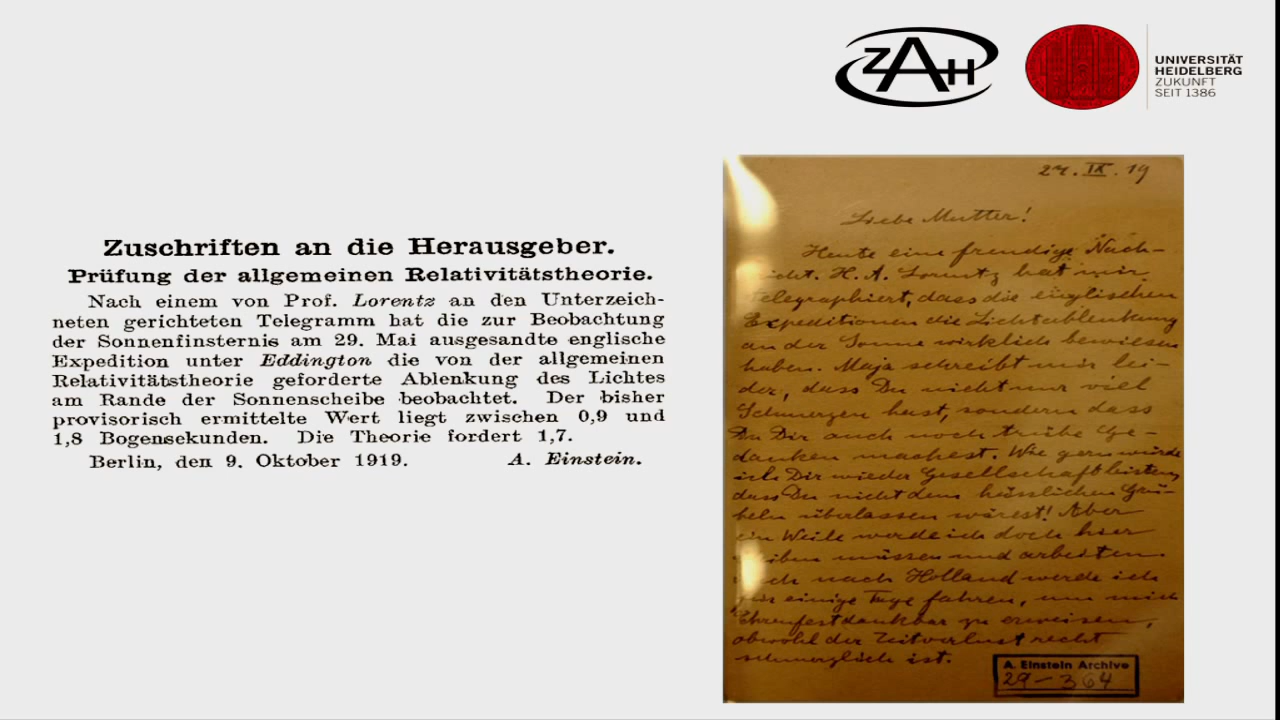 ZAH
UNIVERSITÄT
HEIDELBERG
ZUKUNFT
SEIT 1386
Zuschriften an die Herausgeber.
Prüfung der allgemeinen Relativitätstheorie.
Nach einem von Prof. Lorentz an den Unterzeich-
neten gerichteten Telegramm hat die zur Beobachtung
der Sonnenfinsternis am 29. Mai ausgesandte englische
Expedition unter Eddington die von der allgemeinen
Relativitätstheorie geforderte Ablenkung des Lichtes
am Rande der Sonnenscheibe beobachtet. Der bisher
provisorisch ermittelte Wert liegt zwischen 0,9 und
1,8 Bogensekunden. Die Theorie fordert 1,7.
Berlin, den 9. Oktober 1919. A. Einstein.
27. IX. 19
Liebe Mutter!
Heute eine freudige Nach-
richt. H. A. Lorentz hat mir
telegraphiert, dass die englischen
Expeditionen die Lichtablenkung
an der Sonne wirklich bewiesen
haben. Maja schreibt mir lei-
der, dass Du nicht nur viel
Schmerzen hast, sondern dass
Du Dir auch noch trübe Ge-
danken machest. Wie gern würde
ich Dir wieder Gesellschaft leisten,
dass Du nicht dem hässlichen Grü-
beln überlassen wärest! Aber
ein Weile werde ich doch hier
bleiben müssen und arbeiten.
Auch nach Holland werde ich
für einige Tage fahren, um mich
Ehrenfest dankbar zu erweisen,
obwohl der Zeitverlust recht
schmerzlich ist.
A. Einstein Archive
29-364